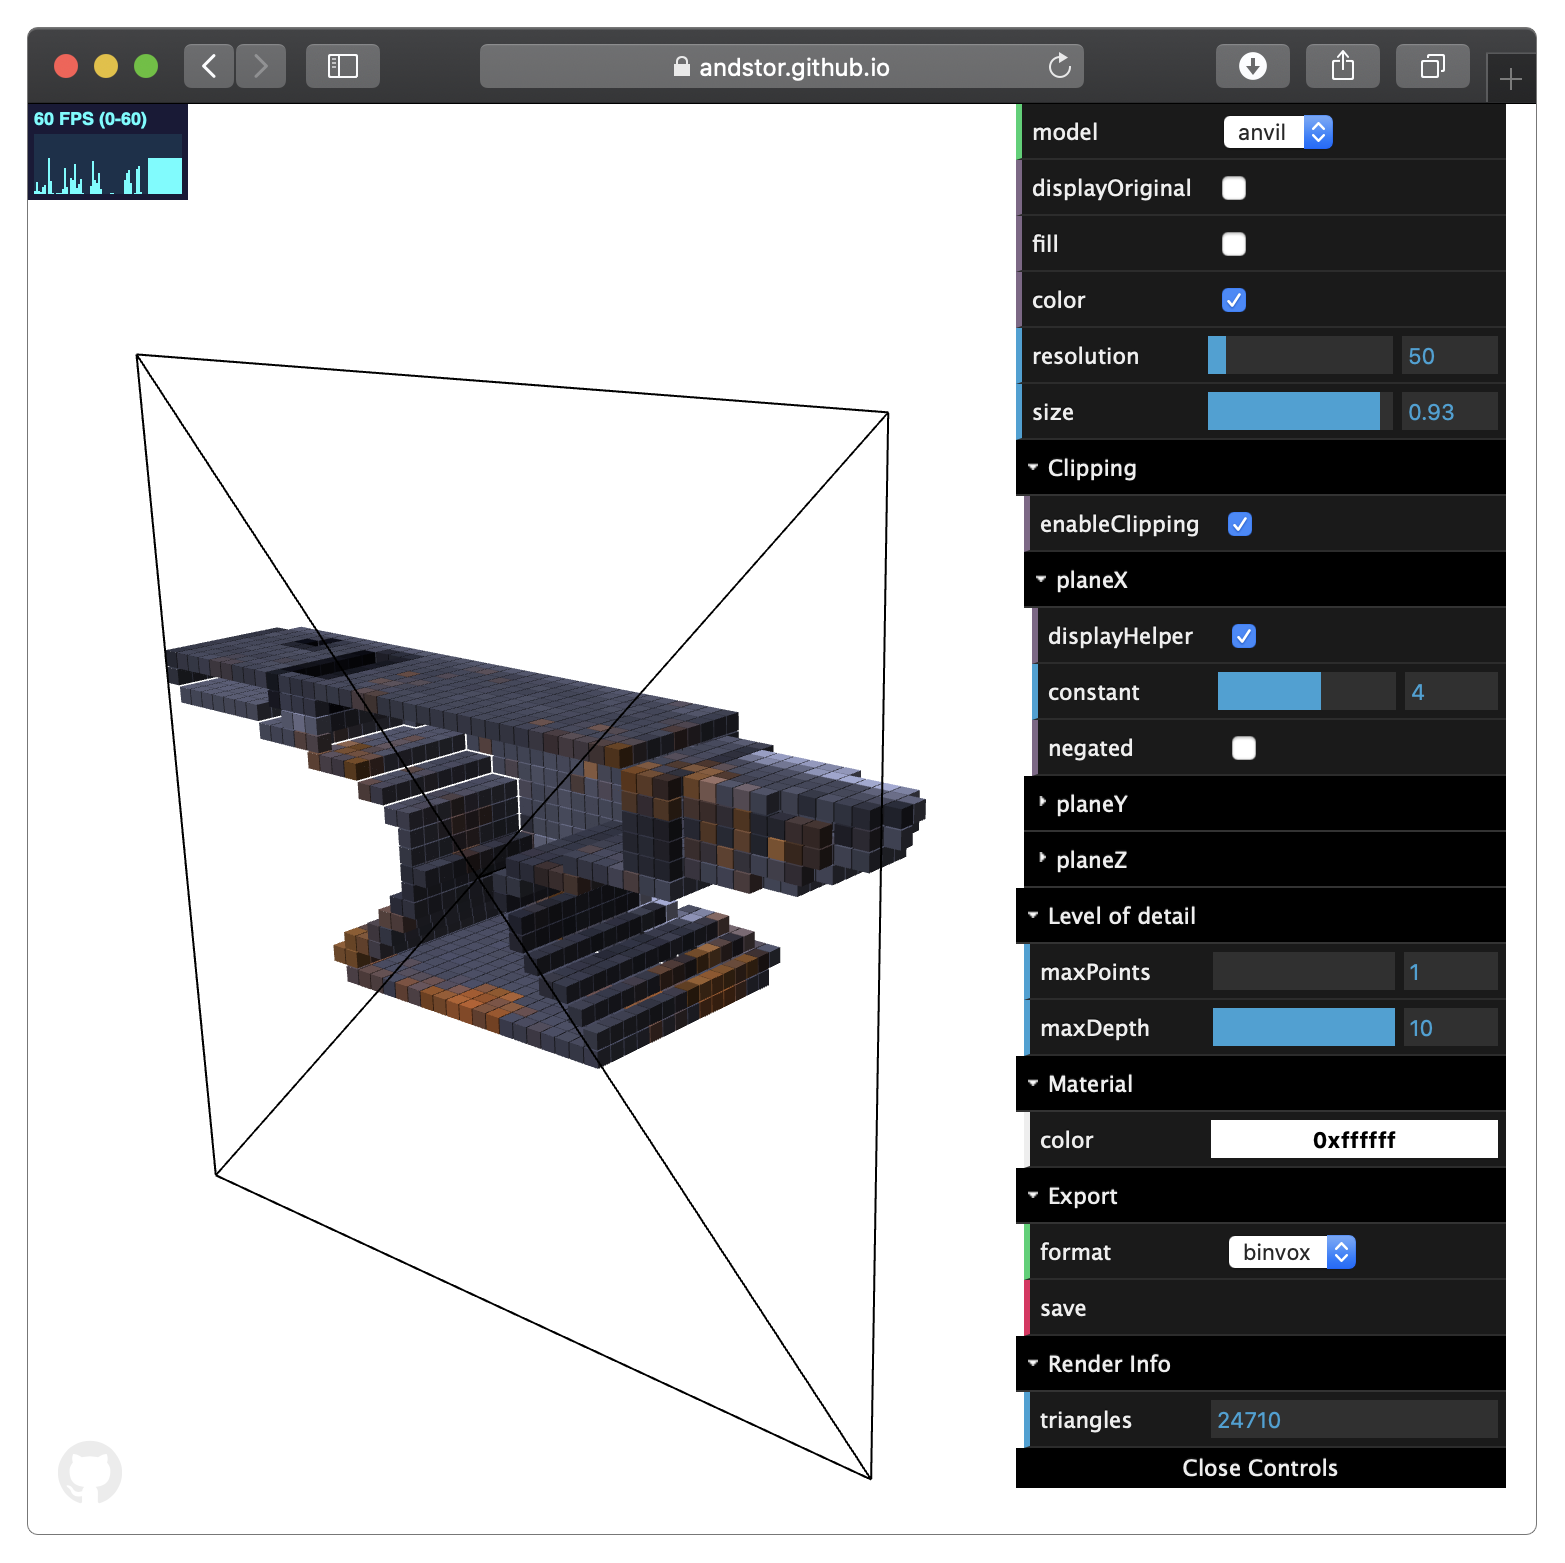 andstor.github.io
60 FPS (0-60)
model anvil
displayOriginal
fill
color
resolution 50
size 0.93
Clipping
enableClipping
planeX
displayHelper
constant 4
negated
planeY
planeZ
Level of detail
maxPoints 1
maxDepth 10
Material
color 0xffffff
Export
format binvox
save
Render Info
triangles 24710
Close Controls